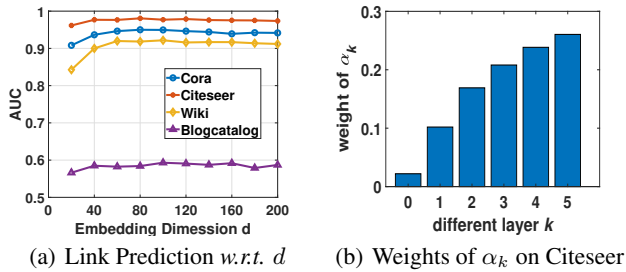 1
0.9
0.8
0.7
0.6
0.5
AUC
Cora
Citeseer
Wiki
Blogcatalog
0 40 80 120 160 200
Embedding Dimession d
(a) Link Prediction w.r.t. d
0.3
0.2
0.1
0
weight of α_k
0 1 2 3 4 5
different layer k
(b) Weights of α_k on Citeseer